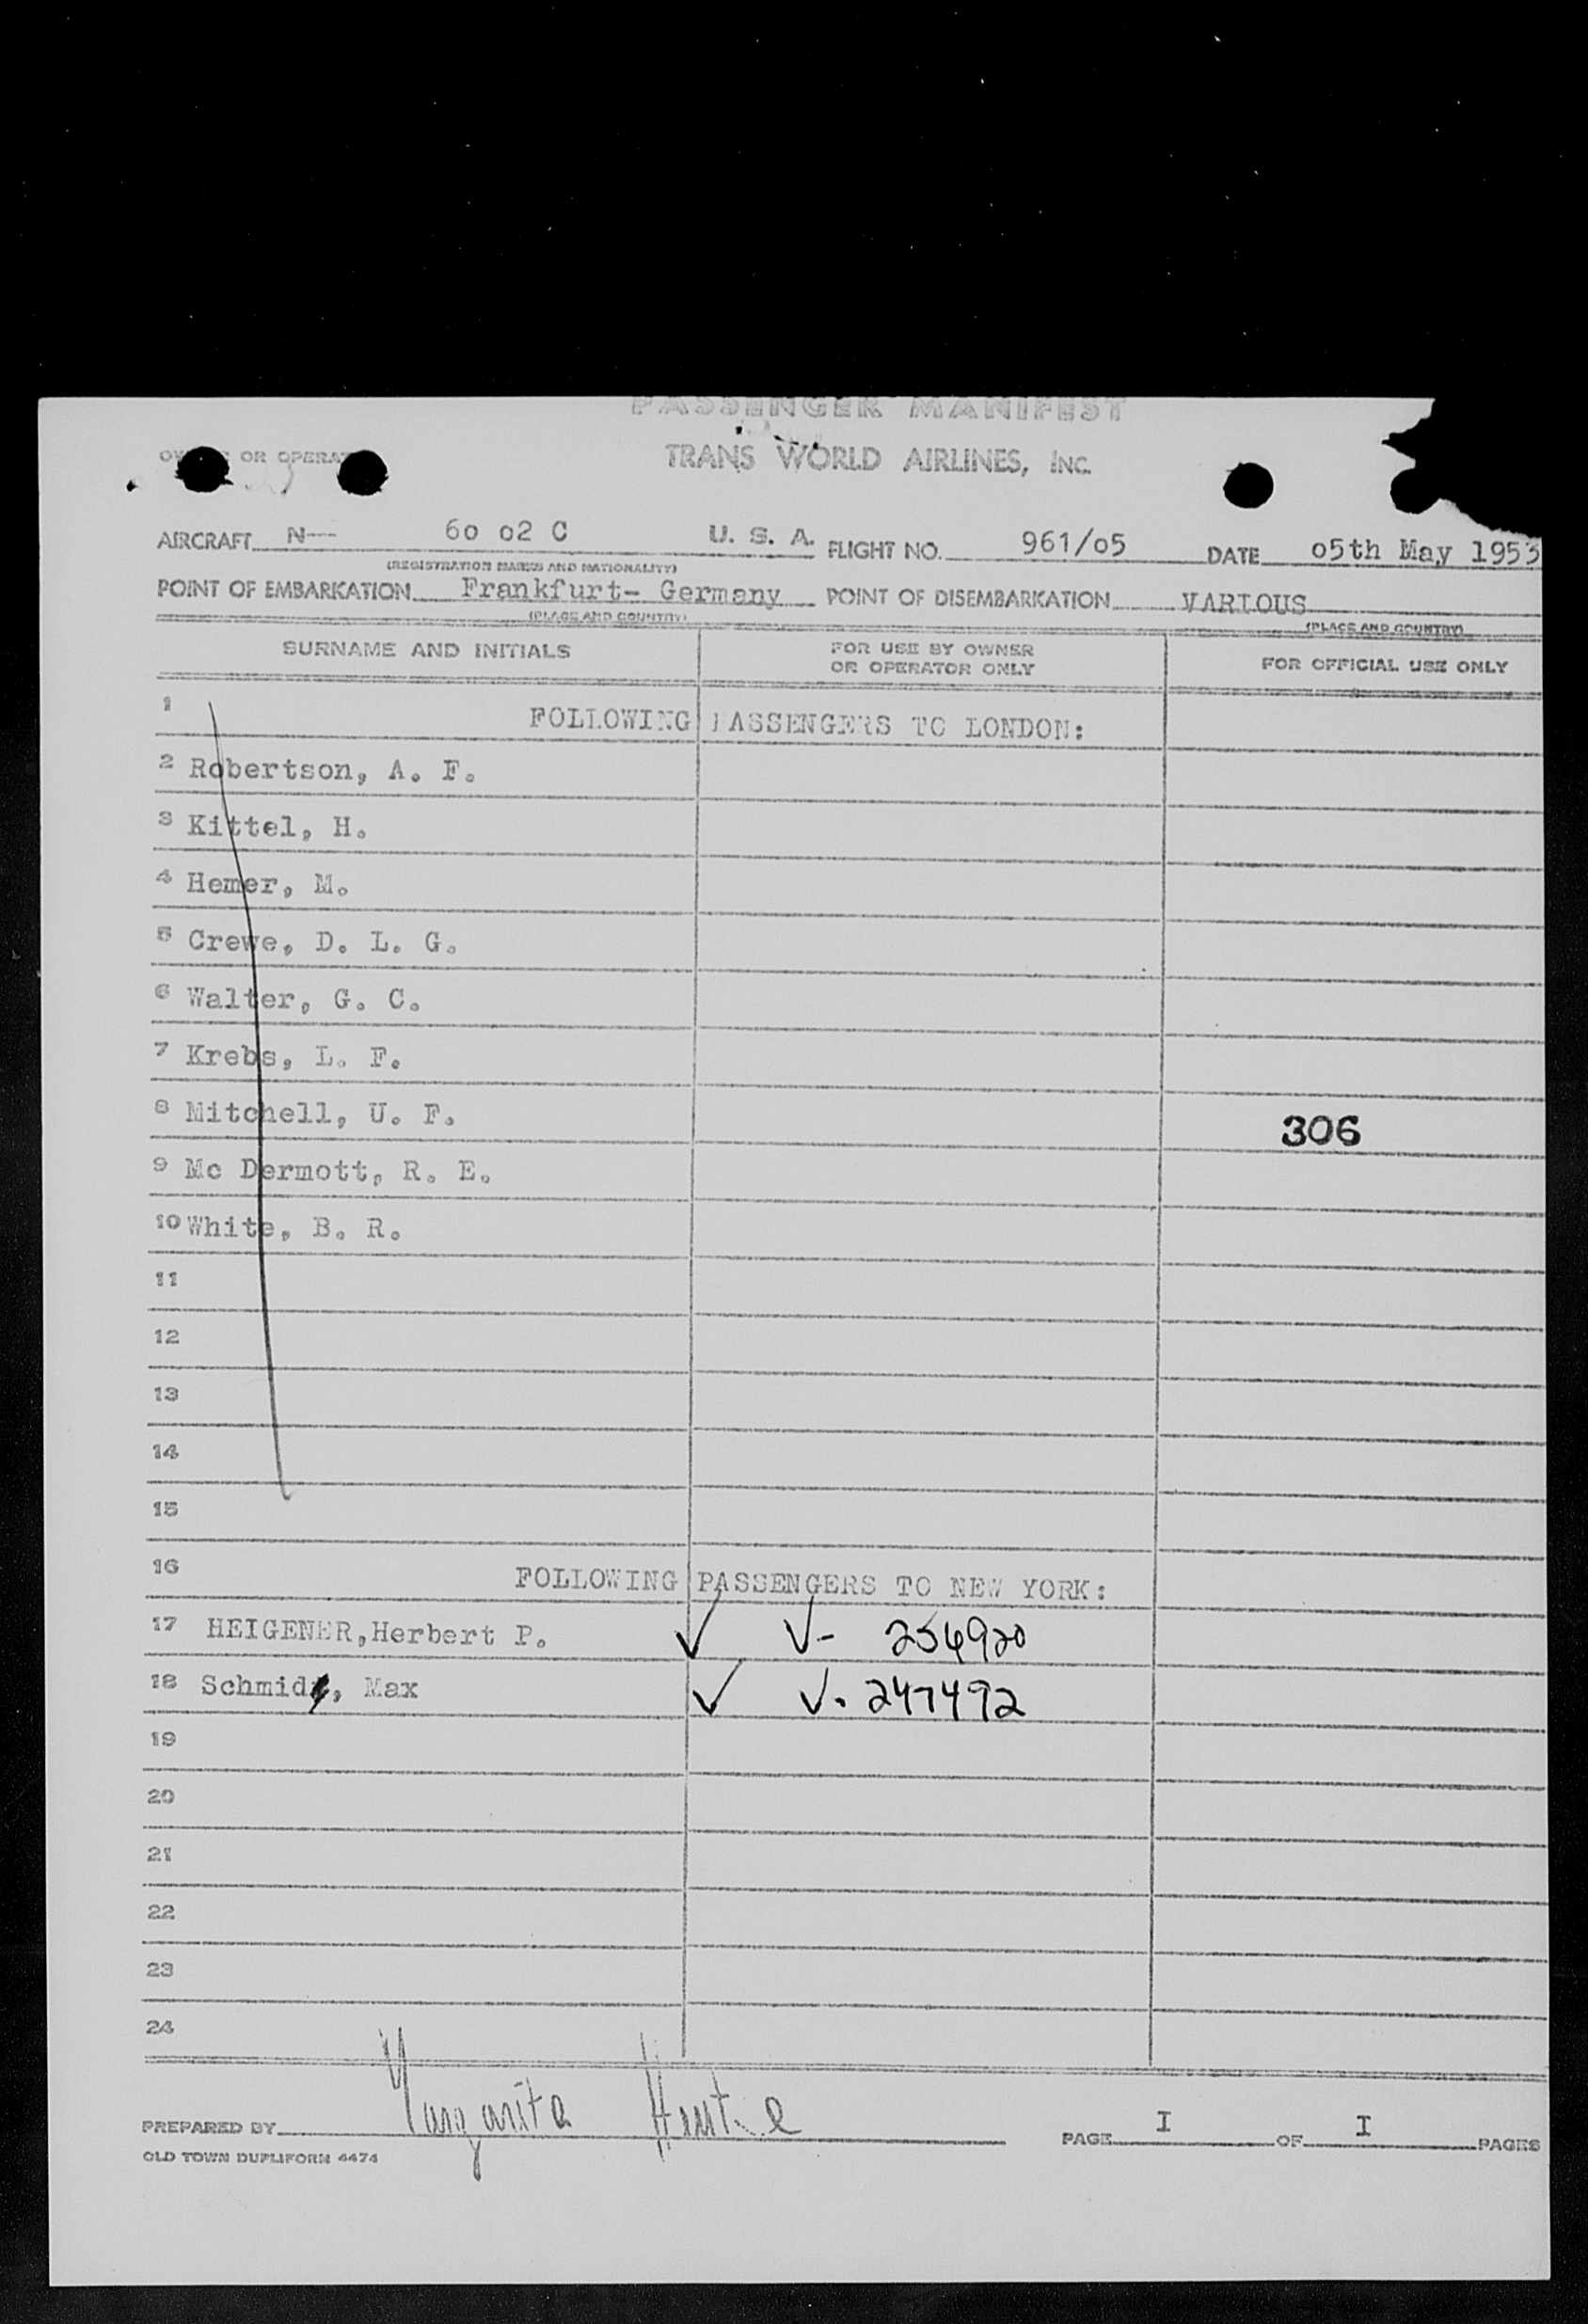 PASSENGER MANIFEST
OR OPERAT
TRANS WORLD AIRLINES, INC.
AIRCRAFT N-- 60 02 C U. S. A. FLIGHT NO. 961/05 DATE 05th May 1953
(REGISTRATION MARKS AND NATIONALITY)
POINT OF EMBARKATION Frankfurt- Germany POINT OF DISEMBARKATION VARIOUS
(PLACE AND COUNTRY) (PLACE AND COUNTRY)
SURNAME AND INITIALS FOR USE BY OWNER OR OPERATOR ONLY FOR OFFICIAL USE ONLY
1 FOLLOWING PASSENGERS TO LONDON:
2 Robertson, A. F.
3 Kittel, H.
4 Hemer, M.
5 Crewe, D. L. G.
6 Walter, G. C.
7 Krebs, L. F.
8 Mitchell, U. F. 306
9 Mc Dermott, R. E.
10 White, B. R.
11
12
13
14
15
16 FOLLOWING PASSENGERS TO NEW YORK:
17 HEIGENER, Herbert P. ✓ V- 254920
18 Schmid, Max ✓ V. 247492
19
20
21
22
23
24
PREPARED BY Margarita PAGE I OF I PAGES
OLD TOWN DUPLIFORM 4474